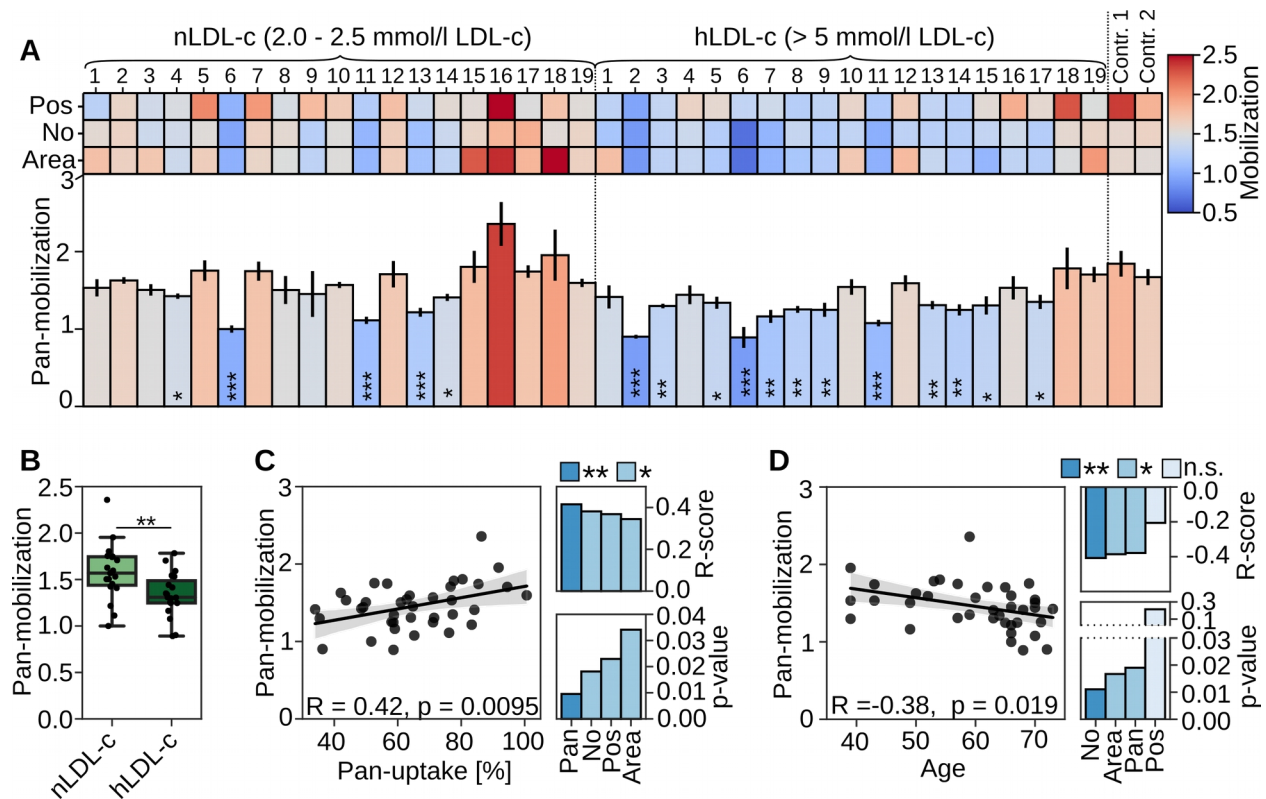 A
nLDL-c (2.0 - 2.5 mmol/l LDL-c)
hLDL-c (> 5 mmol/l LDL-c)
Contr. 1
Contr. 2
1 2 3 4 5 6 7 8 9 10 11 12 13 14 15 16 17 18 19 1 2 3 4 5 6 7 8 9 10 11 12 13 14 15 16 17 18 19
Pos
No
Area
2.5
2.0
1.5
1.0
0.5
Mobilization
Pan-mobilization
3
2
1
0
* *** *** *** * *** ** * *** ** ** ** *** ** ** * *
B
Pan-mobilization
2.5
2.0
1.5
1.0
0.5
0.0
**
nLDL-c
hLDL-c
C
Pan-mobilization
3
2
1
0
R = 0.42, p = 0.0095
40 60 80 100
Pan-uptake [%]
** *
0.4
0.2
0.0
R-score
0.04
0.03
0.02
0.01
0.00
p-value
Pan
No
Pos
Area
D
Pan-mobilization
3
2
1
0
R =-0.38, p = 0.019
40 50 60 70
Age
** * n.s.
0.0
-0.2
-0.4
R-score
0.3
0.1
0.03
0.02
0.01
0.00
p-value
No
Area
Pan
Pos